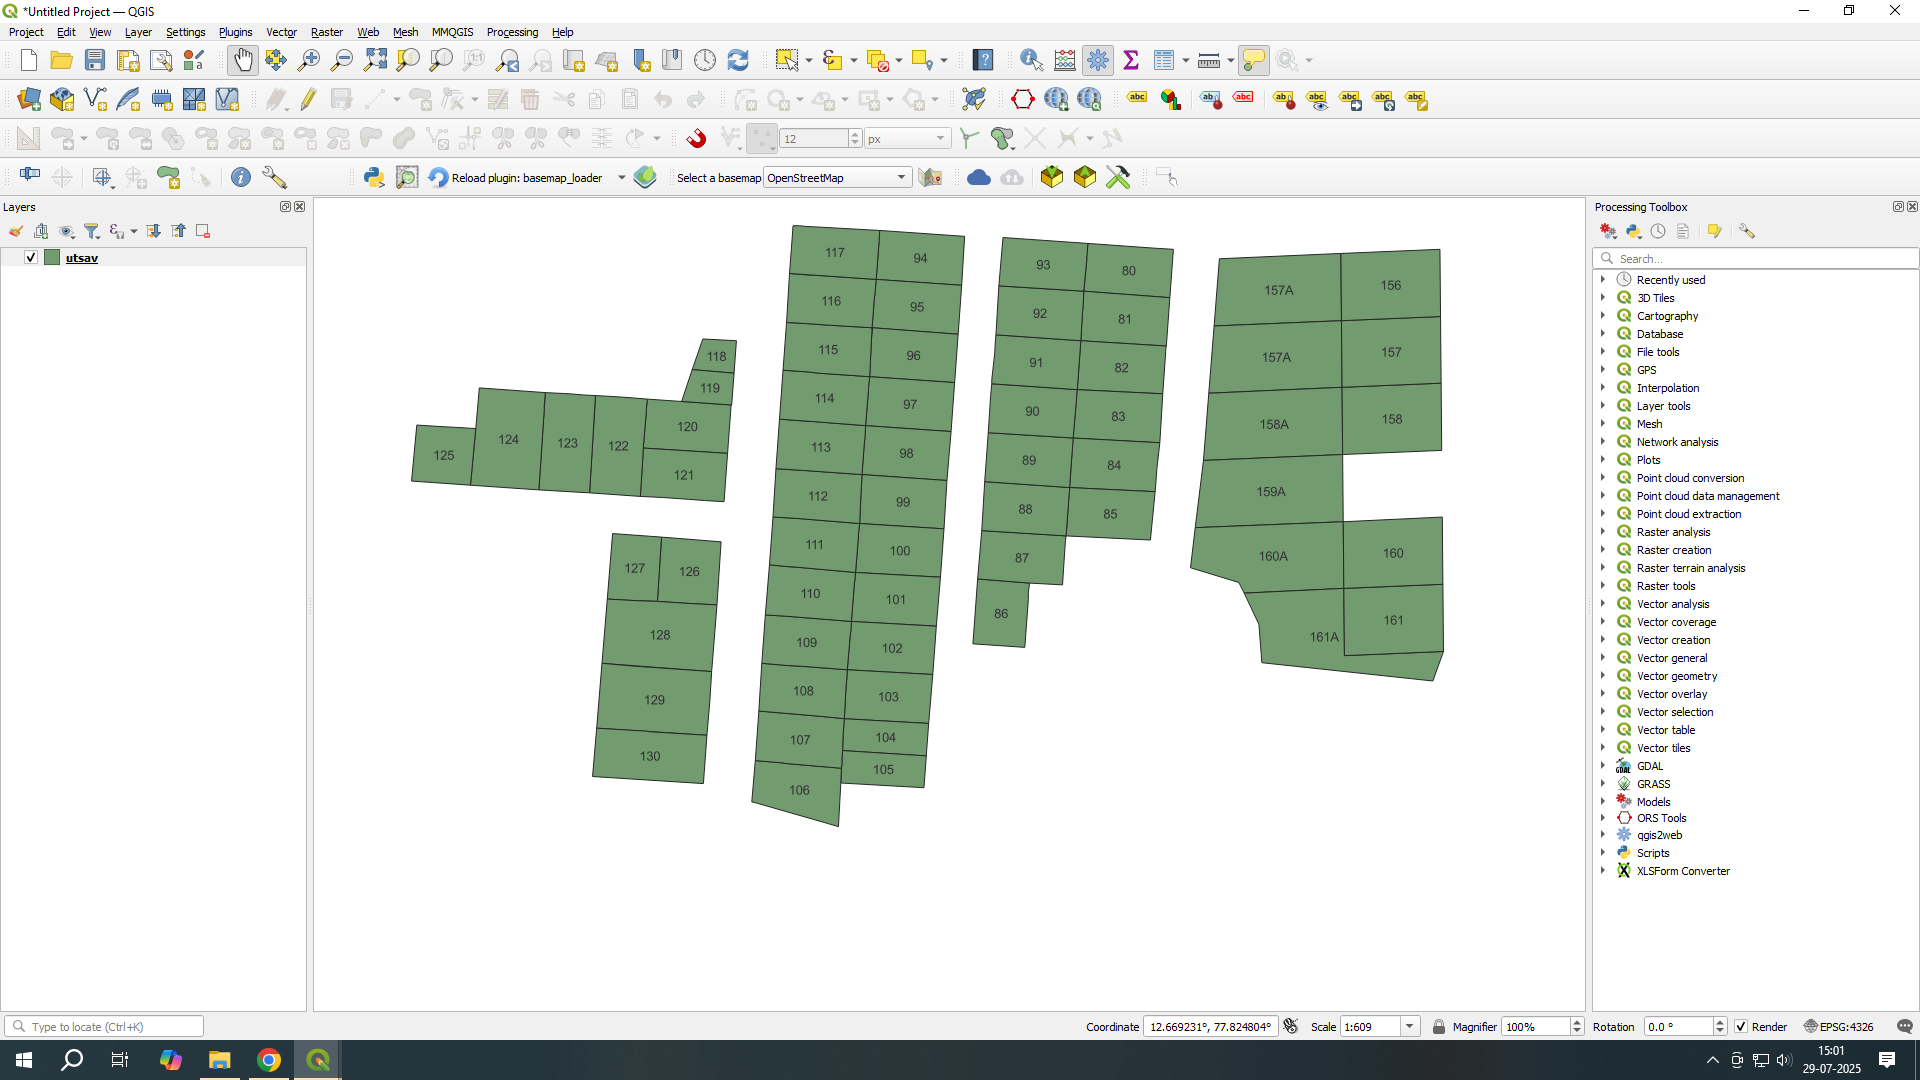 *Untitled Project — QGIS
Project Edit View Layer Settings Plugins Vector Raster Web Mesh MMQGIS Processing Help
12 px
Reload plugin: basemap_loader Select a basemap OpenStreetMap
Layers
utsav
117 94
116 95
115 96
114 97
113 98
112 99
111 100
110 101
109 102
108 103
107 104
106 105
93 80
92 81
91 82
90 83
89 84
88 85
87
86
157A 156
157A 157
158A 158
159A
160A 160
161A 161
118
119
120
121
125 124 123 122
127 126
128
129
130
Processing Toolbox
Search...
Recently used
3D Tiles
Cartography
Database
File tools
GPS
Interpolation
Layer tools
Mesh
Network analysis
Plots
Point cloud conversion
Point cloud data management
Point cloud extraction
Raster analysis
Raster creation
Raster terrain analysis
Raster tools
Vector analysis
Vector coverage
Vector creation
Vector general
Vector geometry
Vector overlay
Vector selection
Vector table
Vector tiles
GDAL
GRASS
Models
ORS Tools
qgis2web
Scripts
XLSForm Converter
Type to locate (Ctrl+K) Coordinate 12.669231°, 77.824804° Scale 1:609 Magnifier 100% Rotation 0.0 ° Render EPSG:4326
15:01
29-07-2025